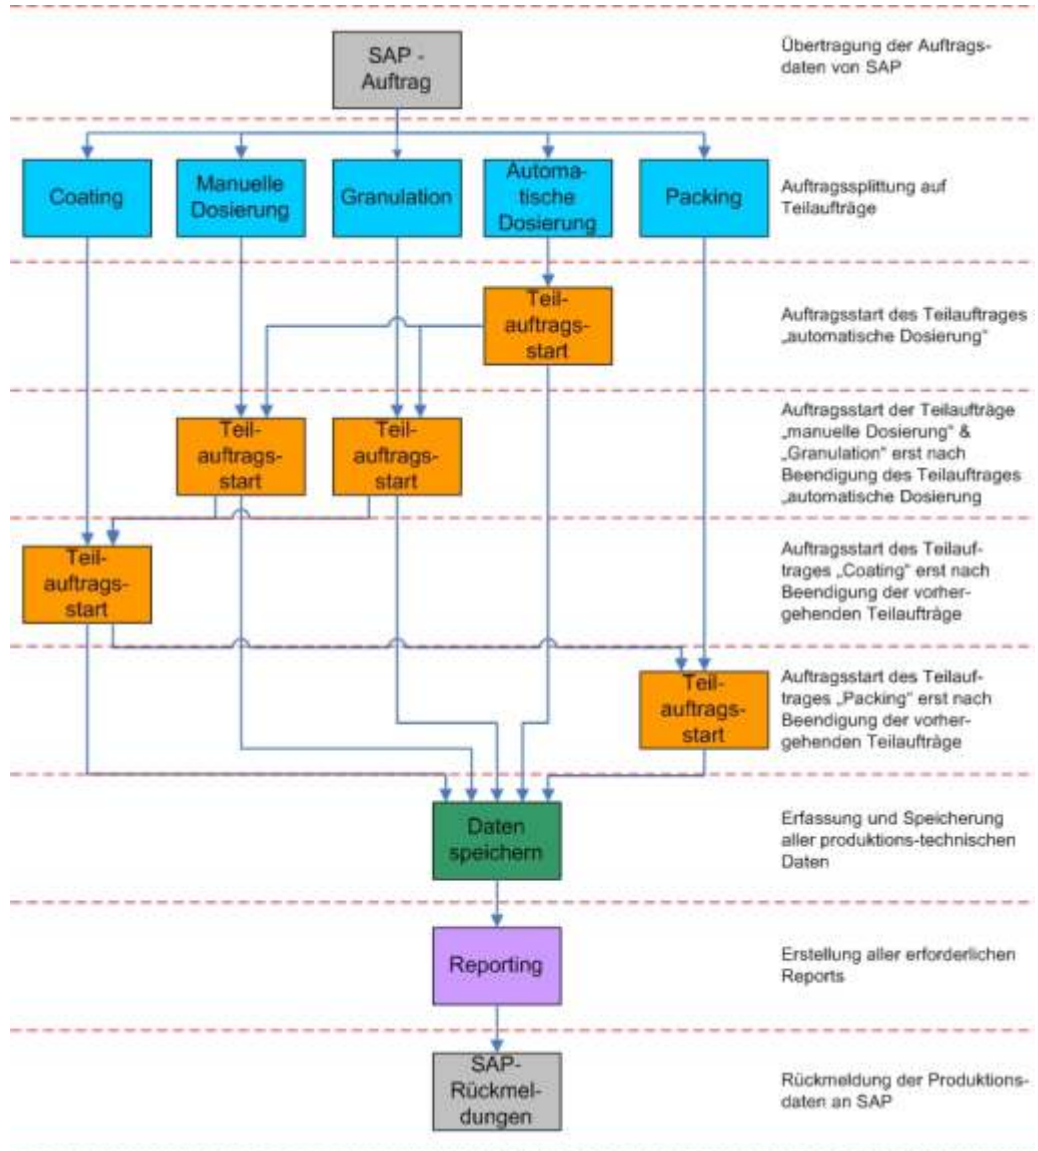 SAP -
Auftrag
Übertragung der Auftrags-
daten von SAP
Coating
Manuelle
Dosierung
Granulation
Automa-
tische
Dosierung
Packing
Auftragssplittung auf
Teilaufträge
Teil-
auftrags-
start
Auftragsstart des Teilauftrages
„automatische Dosierung“
Teil-
auftrags-
start
Teil-
auftrags-
start
Auftragsstart der Teilaufträge
„manuelle Dosierung“ &
„Granulation“ erst nach
Beendigung des Teilauftrages
„automatische Dosierung
Teil-
auftrags-
start
Auftragsstart des Teilauf-
trages „Coating“ erst nach
Beendigung der vorher-
gehenden Teilaufträge
Teil-
auftrags-
start
Auftragsstart des Teilauf-
trages „Packing“ erst nach
Beendigung der vorher-
gehenden Teilaufträge
Daten
speichern
Erfassung und Speicherung
aller produktions-technischen
Daten
Reporting
Erstellung aller erforderlichen
Reports
SAP-
Rückmel-
dungen
Rückmeldung der Produktions-
daten an SAP